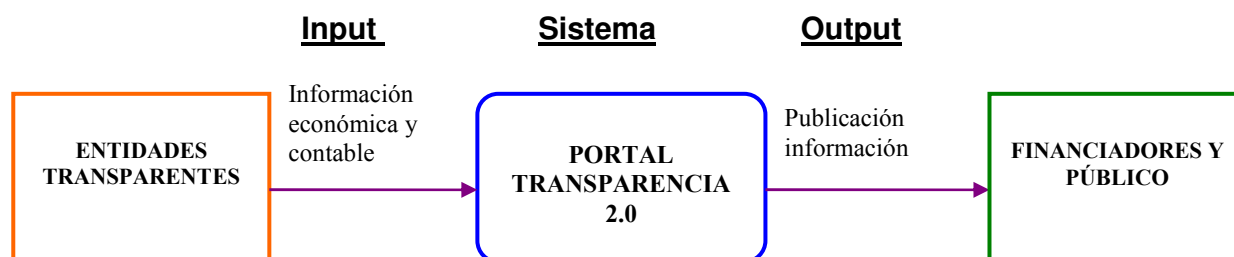 Input
Sistema
Output
Información
económica y
contable
Publicación
información
ENTIDADES
TRANSPARENTES
PORTAL
TRANSPARENCIA
2.0
FINANCIADORES Y
PÚBLICO